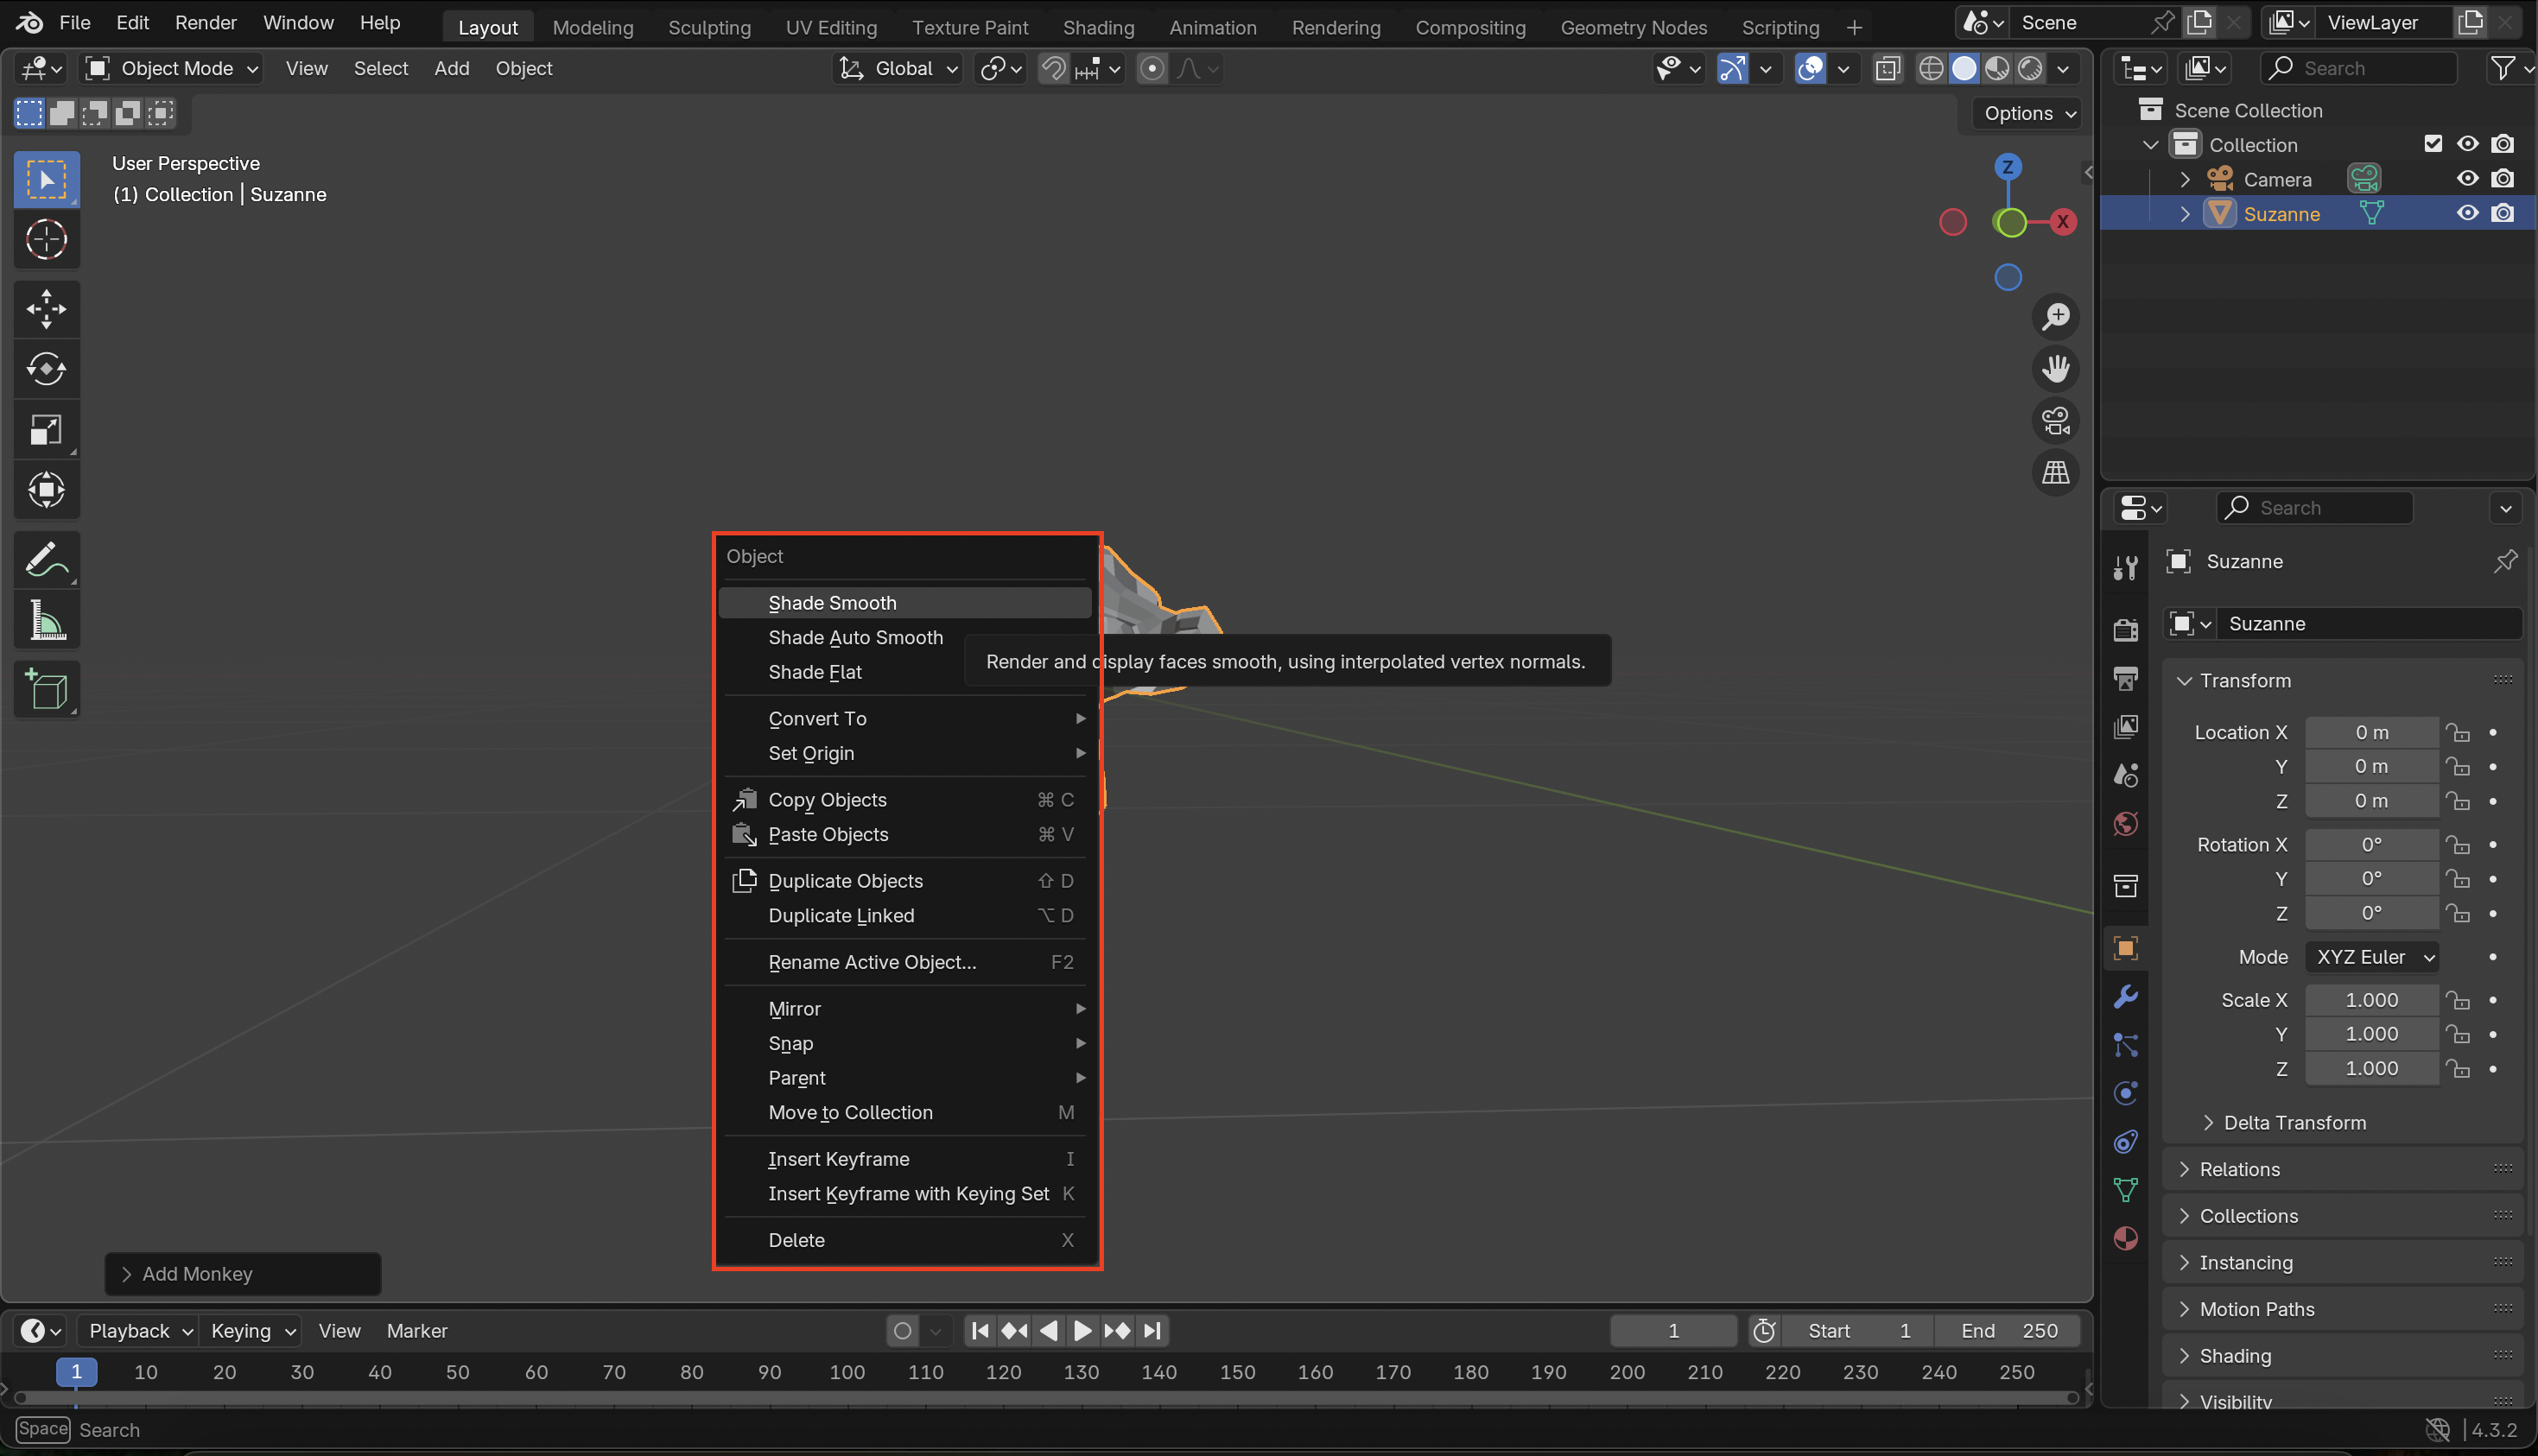 File Edit Render Window Help Layout Modeling Sculpting UV Editing Texture Paint Shading Animation Rendering Compositing Geometry Nodes Scripting + Scene ViewLayer
Object Mode View Select Add Object Global Search
Options
User Perspective
(1) Collection | Suzanne
Z
X
Scene Collection
Collection
Camera
Suzanne
Object
Shade Smooth
Shade Auto Smooth
Render and display faces smooth, using interpolated vertex normals.
Shade Flat
Convert To
Set Origin
Copy Objects ⌘ C
Paste Objects ⌘ V
Duplicate Objects ⇧ D
Duplicate Linked ⌥ D
Rename Active Object... F2
Mirror
Snap
Parent
Move to Collection M
Insert Keyframe I
Insert Keyframe with Keying Set K
Delete X
Add Monkey
Search
Suzanne
Suzanne
Transform
Location X 0 m
Y 0 m
Z 0 m
Rotation X 0°
Y 0°
Z 0°
Mode XYZ Euler
Scale X 1.000
Y 1.000
Z 1.000
Delta Transform
Relations
Collections
Instancing
Motion Paths
Shading
Visibility
Playback Keying View Marker 1 Start 1 End 250
1 10 20 30 40 50 60 70 80 90 100 110 120 130 140 150 160 170 180 190 200 210 220 230 240 250
Space Search 4.3.2